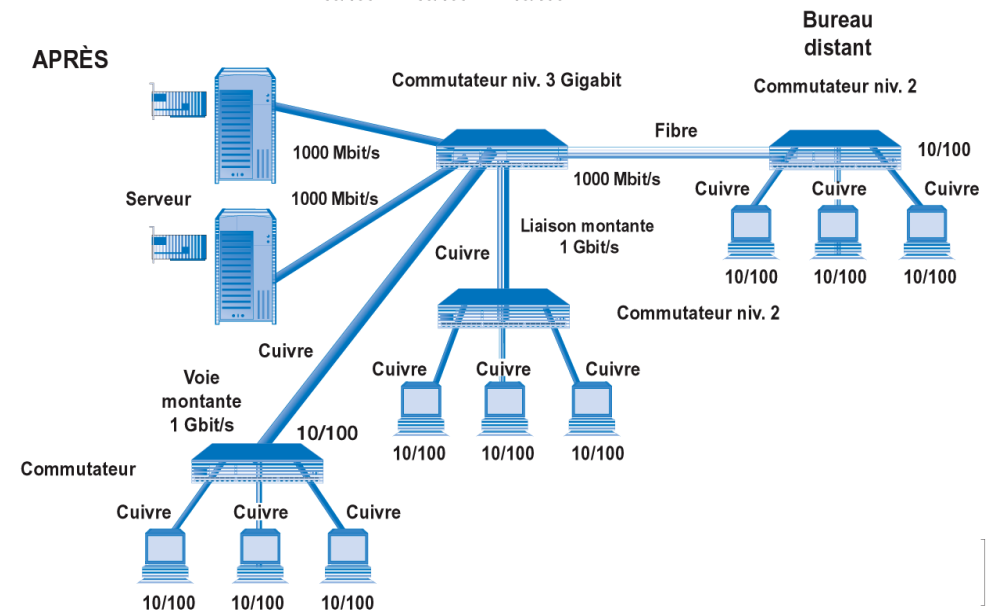 Bureau
distant
APRÈS
Commutateur niv. 3 Gigabit
Commutateur niv. 2
Fibre
10/100
1000 Mbit/s
1000 Mbit/s
Cuivre
Cuivre
Cuivre
Serveur
1000 Mbit/s
Liaison montante
1 Gbit/s
Cuivre
10/100
10/100
10/100
Commutateur niv. 2
Cuivre
Voie
montante
1 Gbit/s
Cuivre
Cuivre
Cuivre
10/100
10/100
10/100
10/100
Commutateur
Cuivre
Cuivre
Cuivre
10/100
10/100
10/100